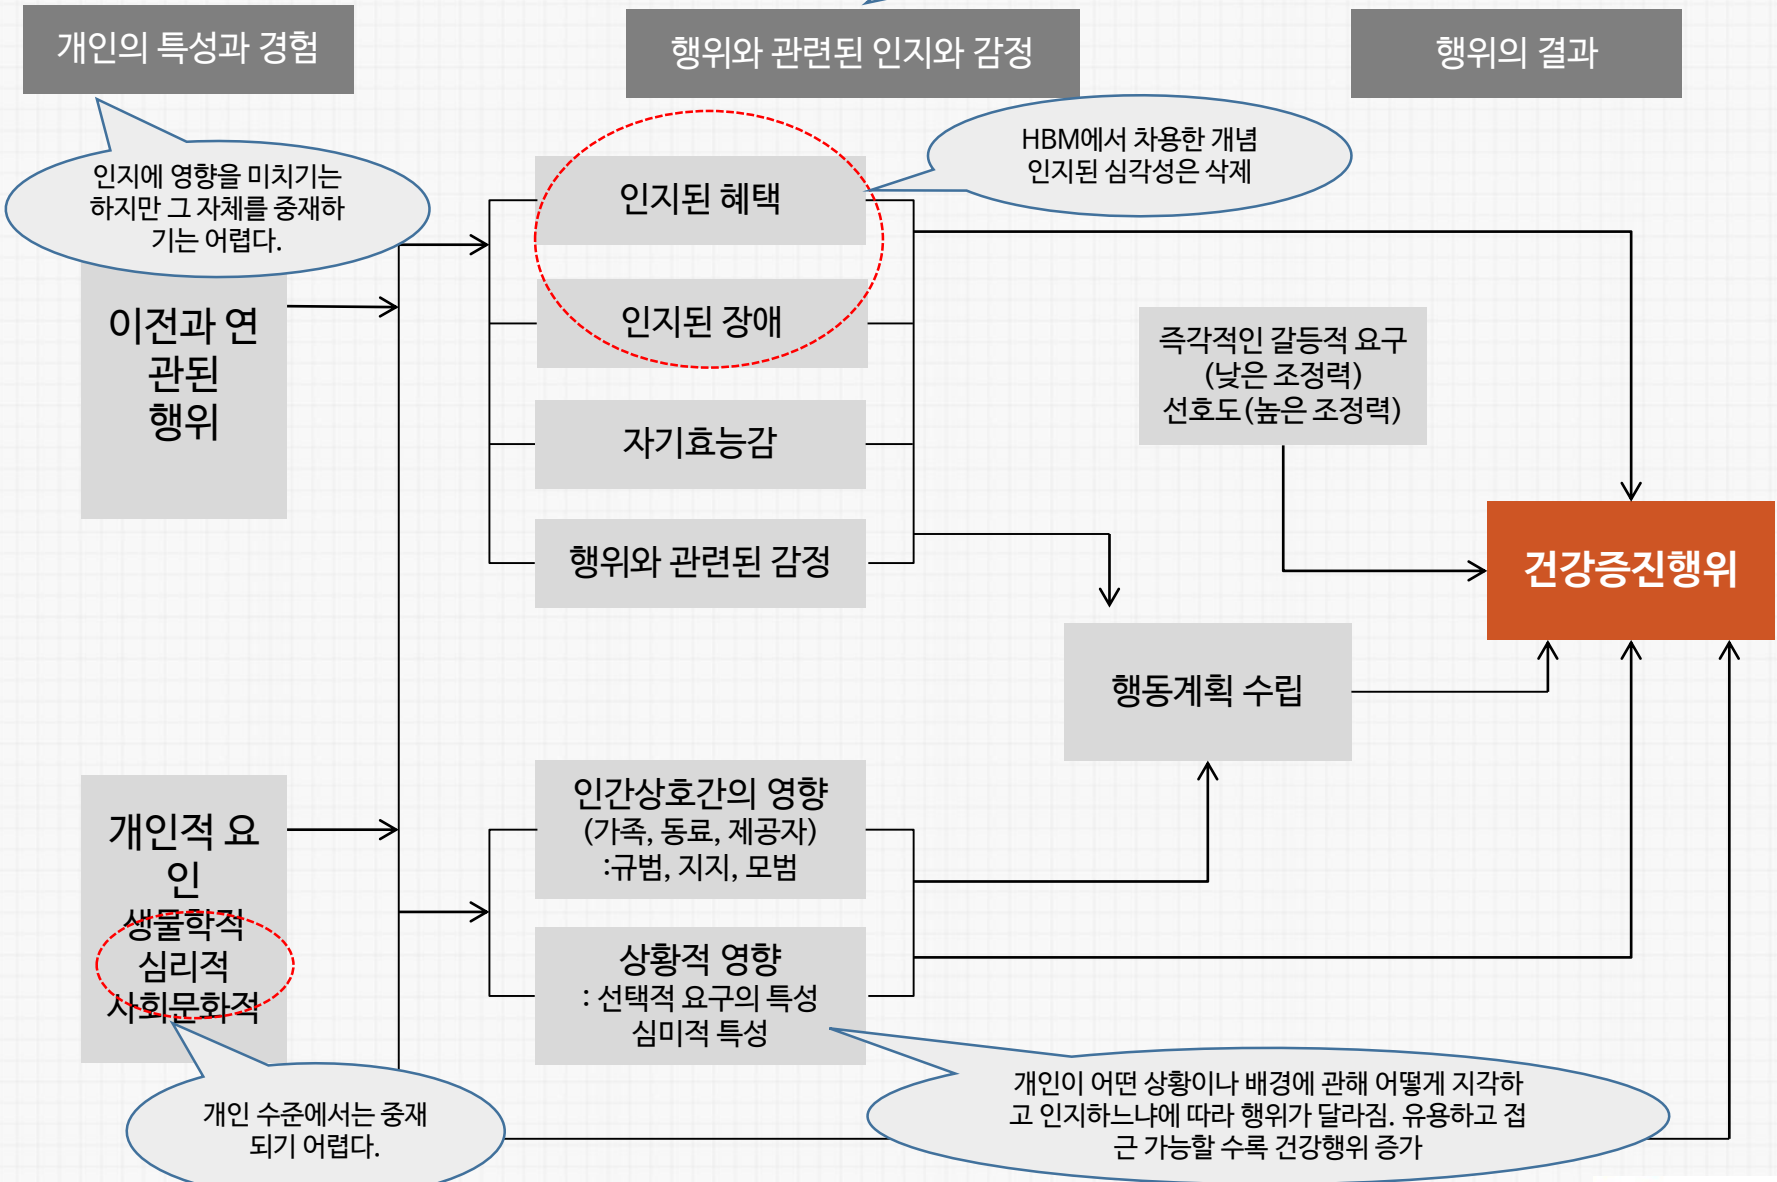 개인의 특성과 경험
행위와 관련된 인지와 감정
행위의 결과
인지에 영향을 미치기는
하지만 그 자체를 중재하
기는 어렵다.
이전과 연
관된
행위
개인적 요
인
생물학적
심리적
사회문화적
개인 수준에서는 중재
되기 어렵다.
인지된 혜택
HBM에서 차용한 개념
인지된 심각성은 삭제
인지된 장애
자기효능감
행위와 관련된 감정
인간상호간의 영향
(가족, 동료, 제공자)
:규범, 지지, 모범
상황적 영향
: 선택적 요구의 특성
심미적 특성
개인이 어떤 상황이나 배경에 관해 어떻게 지각하
고 인지하느냐에 따라 행위가 달라짐. 유용하고 접
근 가능할 수록 건강행위 증가
즉각적인 갈등적 요구
(낮은 조정력)
선호도(높은 조정력)
행동계획 수립
건강증진행위